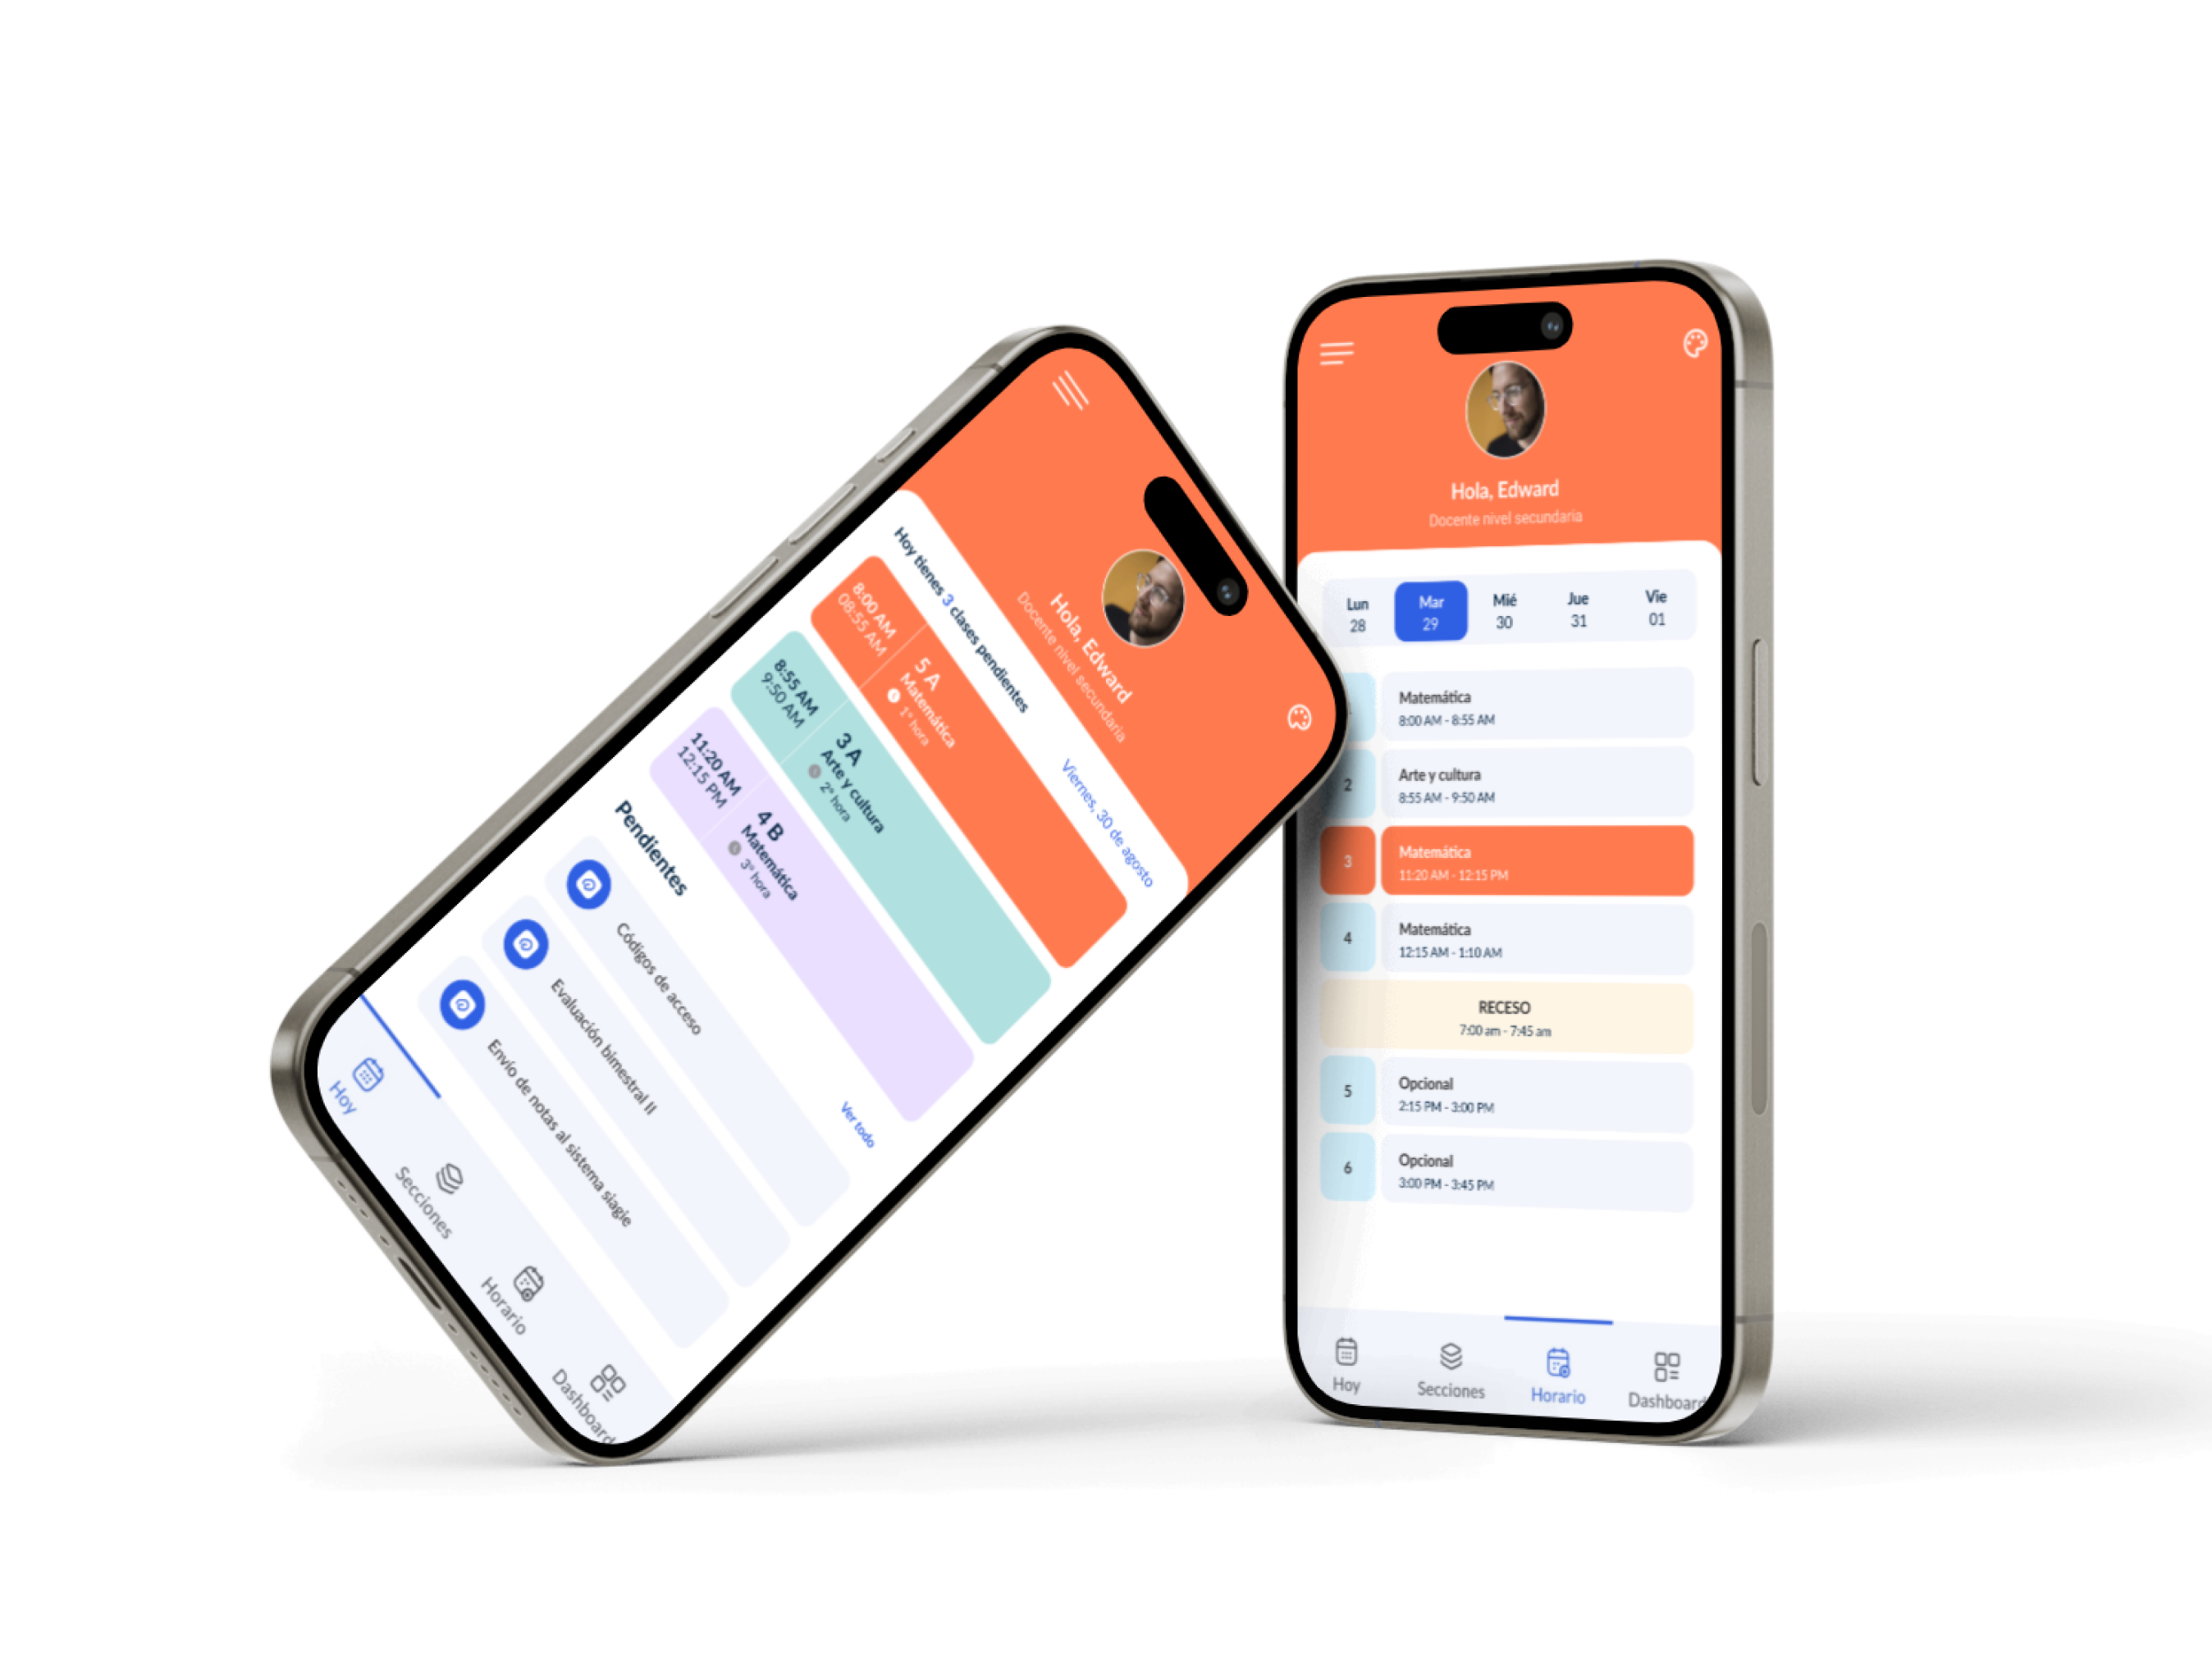 Hola, Edward
Docente nivel secundaria
Hoy tienes 3 clases pendientes
Viernes, 30 de agosto
8:00 AM
08:55 AM
5 A
Matemática
1° hora
8:55 AM
9:50 AM
3 A
Arte y cultura
2° hora
11:20 AM
12:15 PM
4 B
Matemática
3° hora
Pendientes
Ver todo
Códigos de acceso
Evaluación bimestral II
Envío de notas al sistema siagie
Hoy
Secciones
Horario
Dashboard
Hola, Edward
Docente nivel secundaria
Lun Mar Mié Jue Vie
28 29 30 31 01
Matemática
8:00 AM - 8:55 AM
2
Arte y cultura
8:55 AM - 9:50 AM
3
Matemática
11:20 AM - 12:15 PM
4
Matemática
12:15 AM - 1:10 AM
RECESO
7:00 am - 7:45 am
5
Opcional
2:15 PM - 3:00 PM
6
Opcional
3:00 PM - 3:45 PM
Hoy
Secciones
Horario
Dashboard